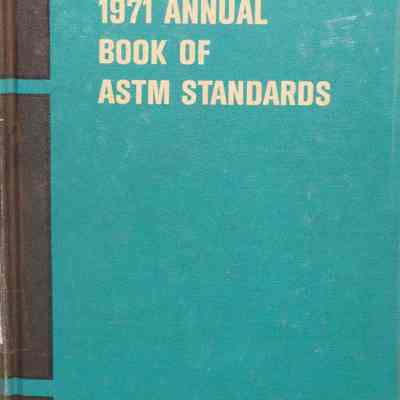 1971 ANNUAL
BOOK OF
ASTM STANDARDS